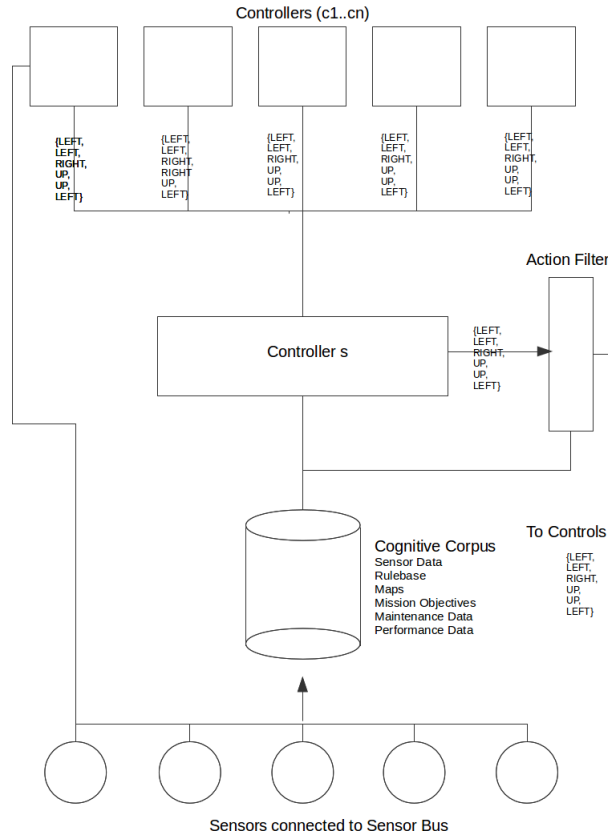 Controllers (c1..cn)
{LEFT,
LEFT,
RIGHT,
UP,
UP,
LEFT}
{LEFT,
LEFT,
RIGHT,
RIGHT
UP,
LEFT}
{LEFT,
LEFT,
RIGHT,
UP,
UP,
LEFT}
{LEFT,
LEFT,
RIGHT,
UP,
UP,
LEFT}
{LEFT,
LEFT,
RIGHT,
UP,
UP,
LEFT}
Action Filter
Controller s
{LEFT,
LEFT,
RIGHT,
UP,
UP,
LEFT}
Cognitive Corpus
Sensor Data
Rulebase
Maps
Mission Objectives
Maintenance Data
Performance Data
To Controls
{LEFT,
LEFT,
RIGHT,
UP,
UP,
LEFT}
Sensors connected to Sensor Bus